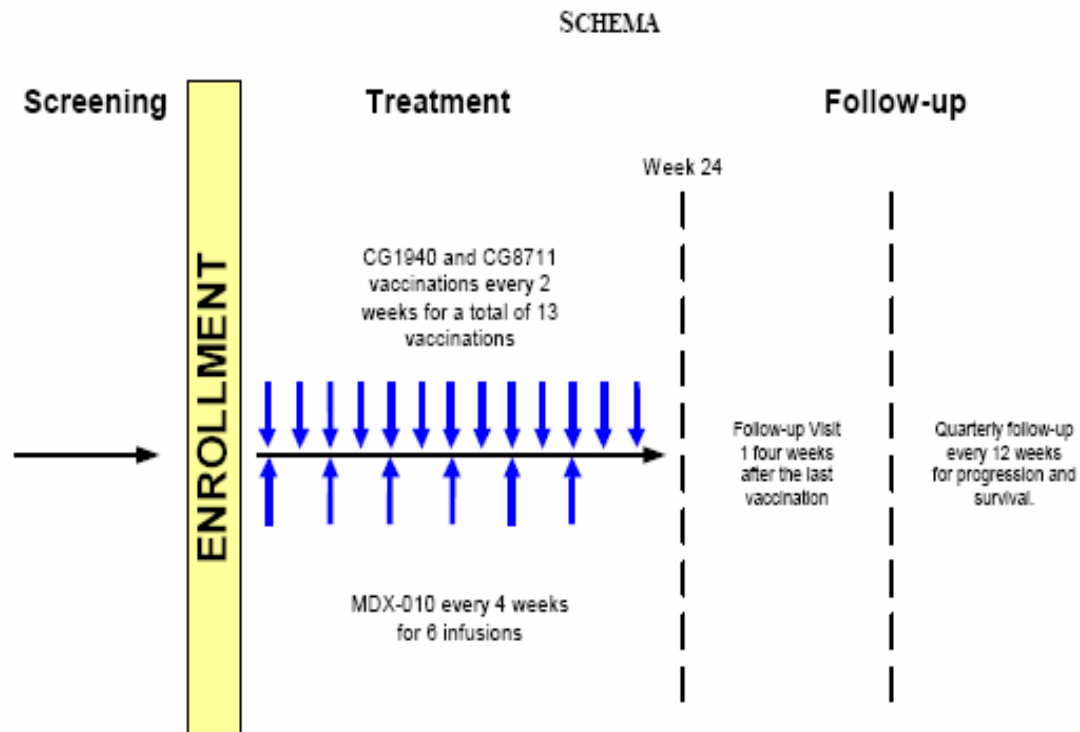 SCHEMA
Screening
Treatment
Follow-up
ENROLLMENT
Week 24
CG1940 and CG8711
vaccinations every 2
weeks for a total of 13
vaccinations
MDX-010 every 4 weeks
for 6 infusions
Follow-up Visit
1 four weeks
after the last
vaccination
Quarterly follow-up
every 12 weeks
for progression and
survival.